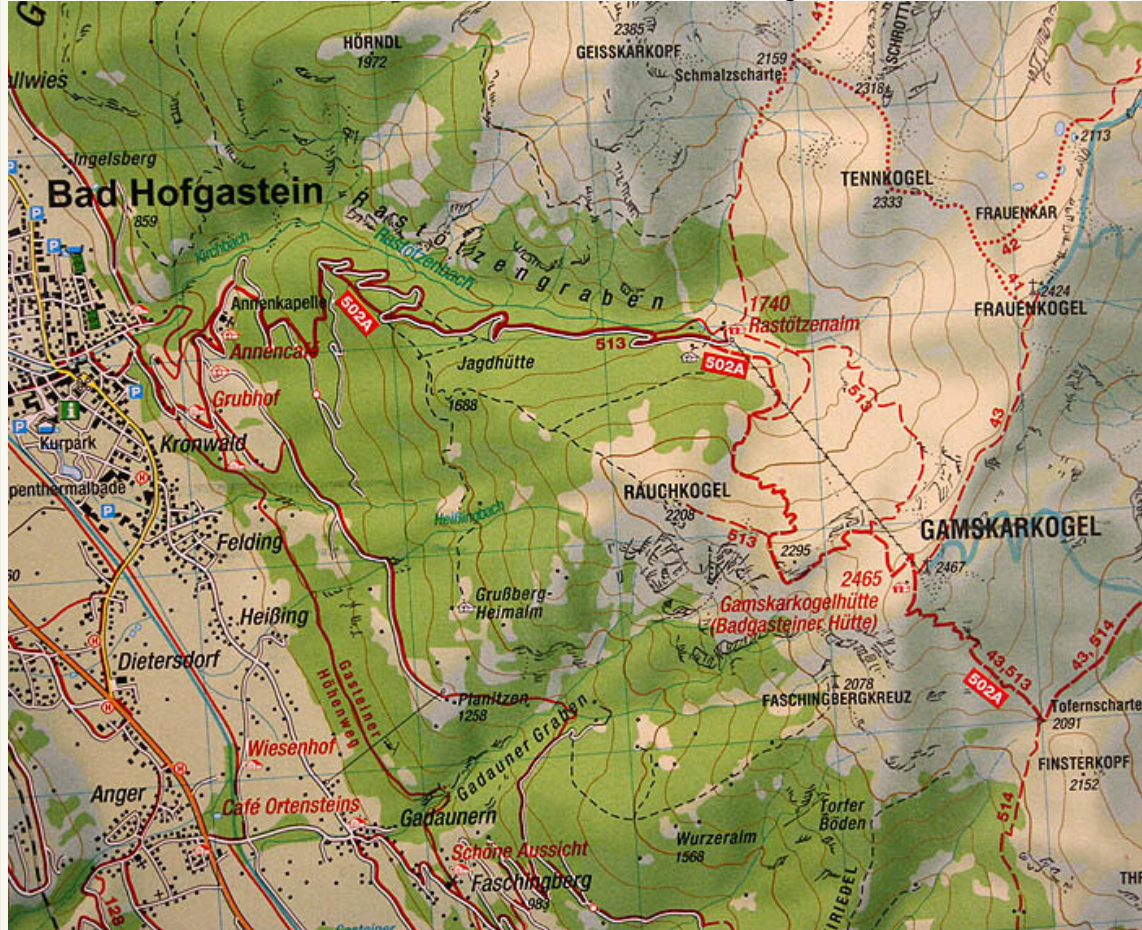 G
41
SCHROTT
HÖRNDL
1972
2385
GEISSKARKOPF
2159
Schmalzscharte
2318
allwies
Ingelsberg
Bad Hofgastein
859
2113
TENNKOGEL
2333
FRAUENKAR
42
41
Kirchbach
Rastötzenbach
Rastötzengraben
2424
FRAUENKOGEL
Annenkapelle
502A
1740
Rastötzenalm
513
502A
Annencafé
Jagdhütte
Grubhof
1688
513
43
Kurpark
Kronwald
penthermalbade
RAUCHKOGEL
2208
513
Heißingbach
Felding
2295
GAMSKARKOGEL
2467
2465
Gamskarkogelhütte
(Badgasteiner Hütte)
Grußberg-
Heimalm
Heißing
Dietersdorf
Gasteiner
Höhenweg
Planitzen
1258
2078
FASCHINGBERGKREUZ
43,513
502A
43, 514
Tofernscharte
2091
Wiesenhof
Gadauner Graben
FINSTERKOPF
2152
Anger
Café Ortensteins
Gadaunern
Torfer
Böden
514
Wurzeralm
1568
Schöne Aussicht
Faschingberg
983
RIEDEL
128
Gasteiner